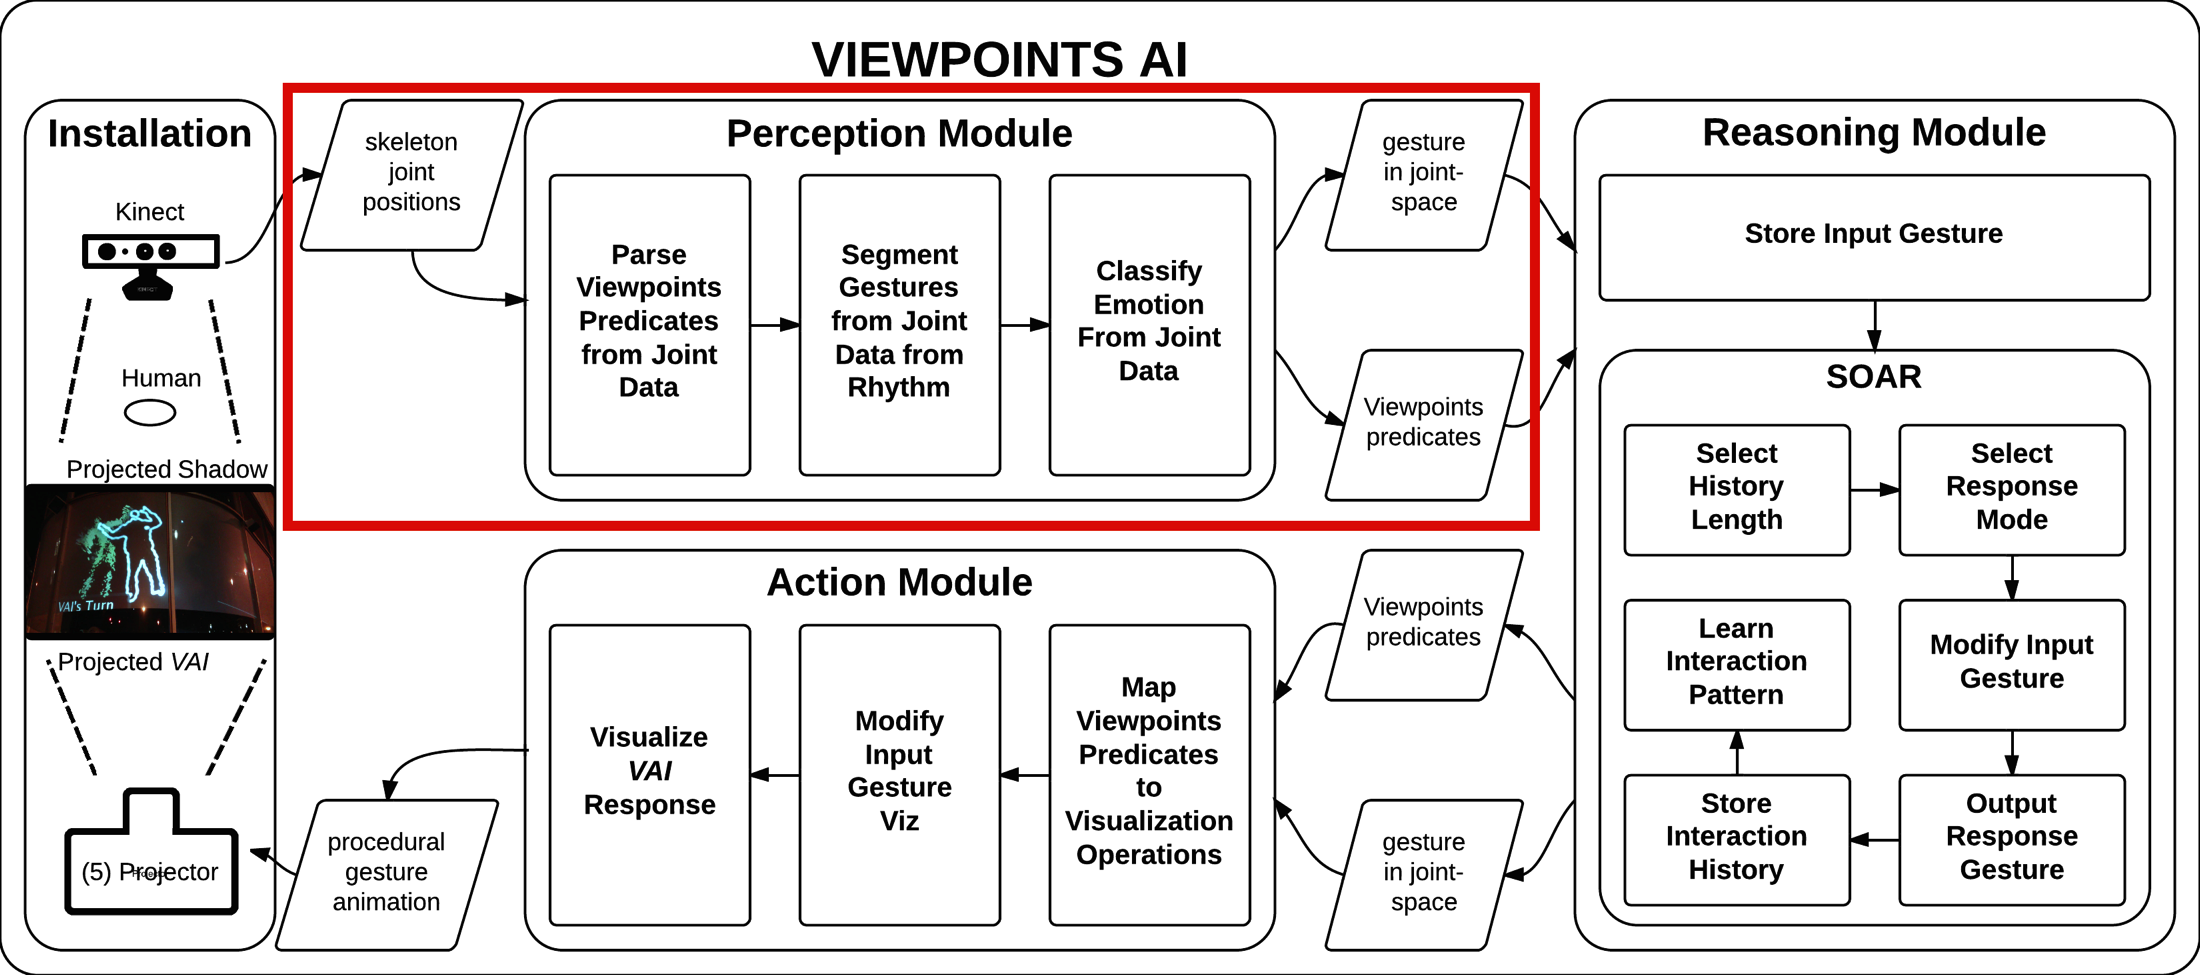 VIEWPOINTS AI
Installation
Kinect
Human
Projected Shadow
VAI's Turn
Projected VAI
(5) Projector
skeleton
joint
positions
Perception Module
Parse
Viewpoints
Predicates
from Joint
Data
Segment
Gestures
from Joint
Data from
Rhythm
Classify
Emotion
From Joint
Data
gesture
in joint-
space
Viewpoints
predicates
Reasoning Module
Store Input Gesture
SOAR
Select
History
Length
Select
Response
Mode
Learn
Interaction
Pattern
Modify Input
Gesture
Store
Interaction
History
Output
Response
Gesture
Action Module
Visualize
VAI
Response
Modify
Input
Gesture
Viz
Map
Viewpoints
Predicates
to
Visualization
Operations
Viewpoints
predicates
gesture
in joint-
space
procedural
gesture
animation